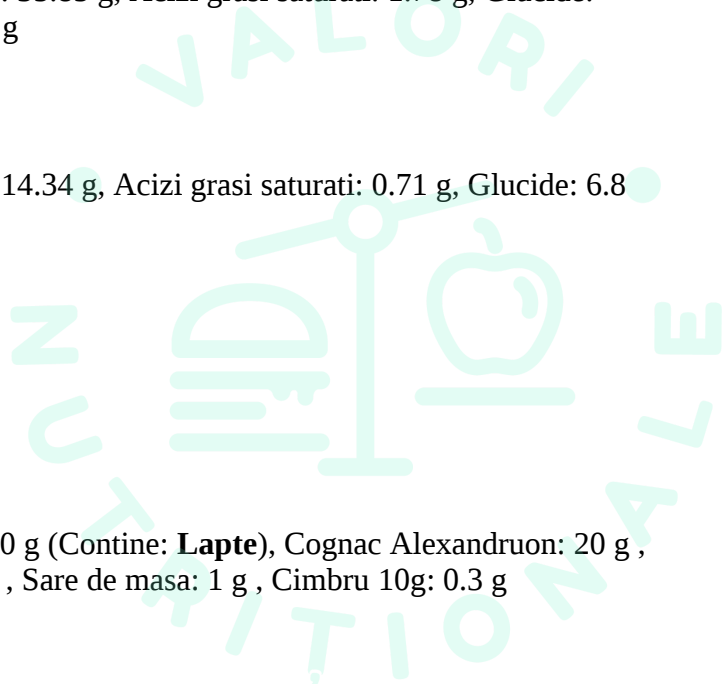 g
VALORI
14.34 g, Acizi grasi saturati: 0.71 g, Glucide: 6.8
NUTRITIONALE
0 g (Contine: Lapte), Cognac Alexandruon: 20 g ,
, Sare de masa: 1 g , Cimbru 10g: 0.3 g